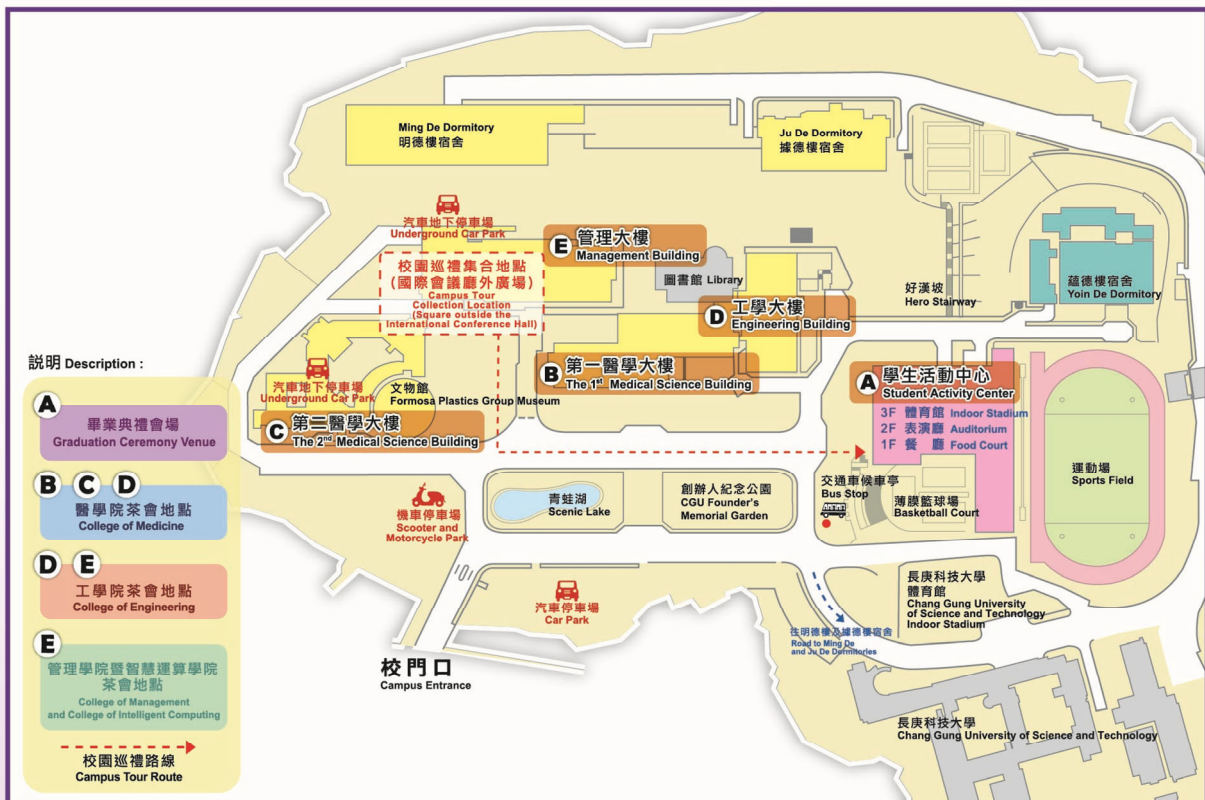 Ming De Dormitory
明德樓宿舍
Ju De Dormitory
據德樓宿舍
汽車地下停車場
Underground Car Park
E 管理大樓
Management Building
校園巡禮集合地點
(國際會議廳外廣場)
Campus Tour
Collection Location
(Square outside the
International Conference Hall)
圖書館 Library
好漢坡
Hero Stairway
蘊德樓宿舍
Yoin De Dormitory
D 工學大樓
Engineering Building
汽車地下停車場
Underground Car Park
文物館
Formosa Plastics Group Museum
B 第一醫學大樓
The 1st Medical Science Building
A 學生活動中心
Student Activity Center
3F 體育館 Indoor Stadium
2F 表演廳 Auditorium
1F 餐廳 Food Court
C 第二醫學大樓
The 2nd Medical Science Building
運動場
Sports Field
交通車候車亭
Bus Stop
薄膜籃球場
Basketball Court
青蛙湖
Scenic Lake
創辦人紀念公園
CGU Founder's
Memorial Garden
機車停車場
Scooter and
Motorcycle Park
汽車停車場
Car Park
校門口
Campus Entrance
往明德樓及據德樓宿舍
Road to Ming De
and Ju De Dormitories
長庚科技大學
體育館
Chang Gung University
of Science and Technology
Indoor Stadium
長庚科技大學
Chang Gung University of Science and Technology
説明 Description :
A
畢業典禮會場
Graduation Ceremony Venue
B C D
醫學院茶會地點
College of Medicine
D E
工學院茶會地點
College of Engineering
E
管理學院暨智慧運算學院
茶會地點
College of Management
and College of Intelligent Computing
校園巡禮路線
Campus Tour Route